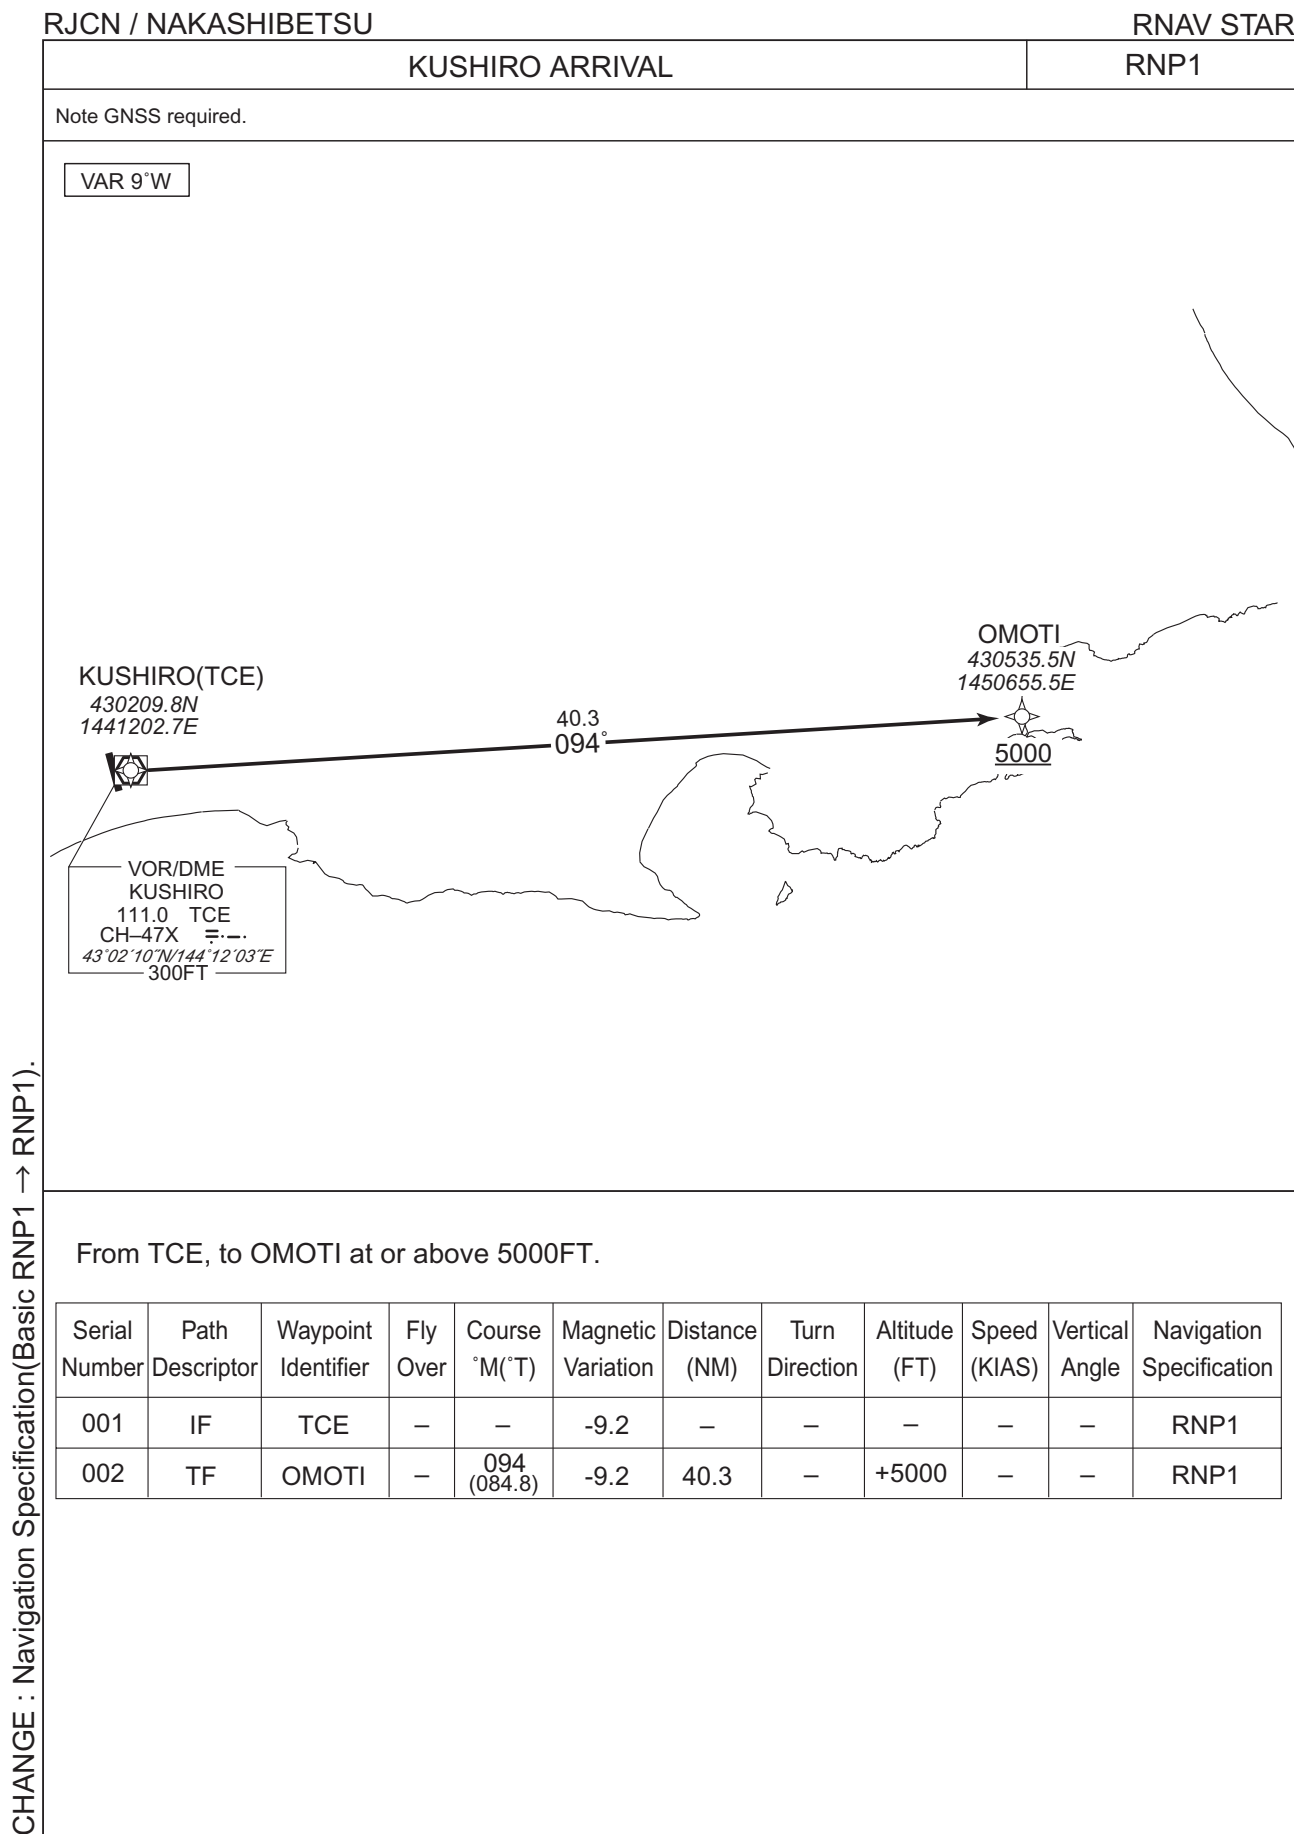 RJCN / NAKASHIBETSU
RNAV STAR
KUSHIRO ARRIVAL
RNP1
Note GNSS required.
VAR 9°W
OMOTI
430535.5N
1450655.5E
5000
KUSHIRO(TCE)
430209.8N
1441202.7E
40.3
094°
VOR/DME
KUSHIRO
111.0 TCE
CH–47X
43°02´10˝N/144°12´03˝E
300FT
From TCE, to OMOTI at or above 5000FT.
Serial Number Path Descriptor Waypoint Identifier Fly Over Course °M(°T) Magnetic Variation Distance (NM) Turn Direction Altitude (FT) Speed (KIAS) Vertical Angle Navigation Specification
001 IF TCE – – -9.2 – – – – – RNP1
002 TF OMOTI – 094 (084.8) -9.2 40.3 – +5000 – – RNP1
CHANGE : Navigation Specification(Basic RNP1 → RNP1).